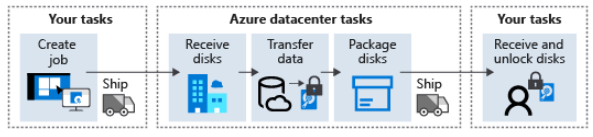 Your tasks
Azure datacenter tasks
Your tasks
Create
job
Ship
Receive
disks
Transfer
data
Package
disks
Ship
Receive and
unlock disks